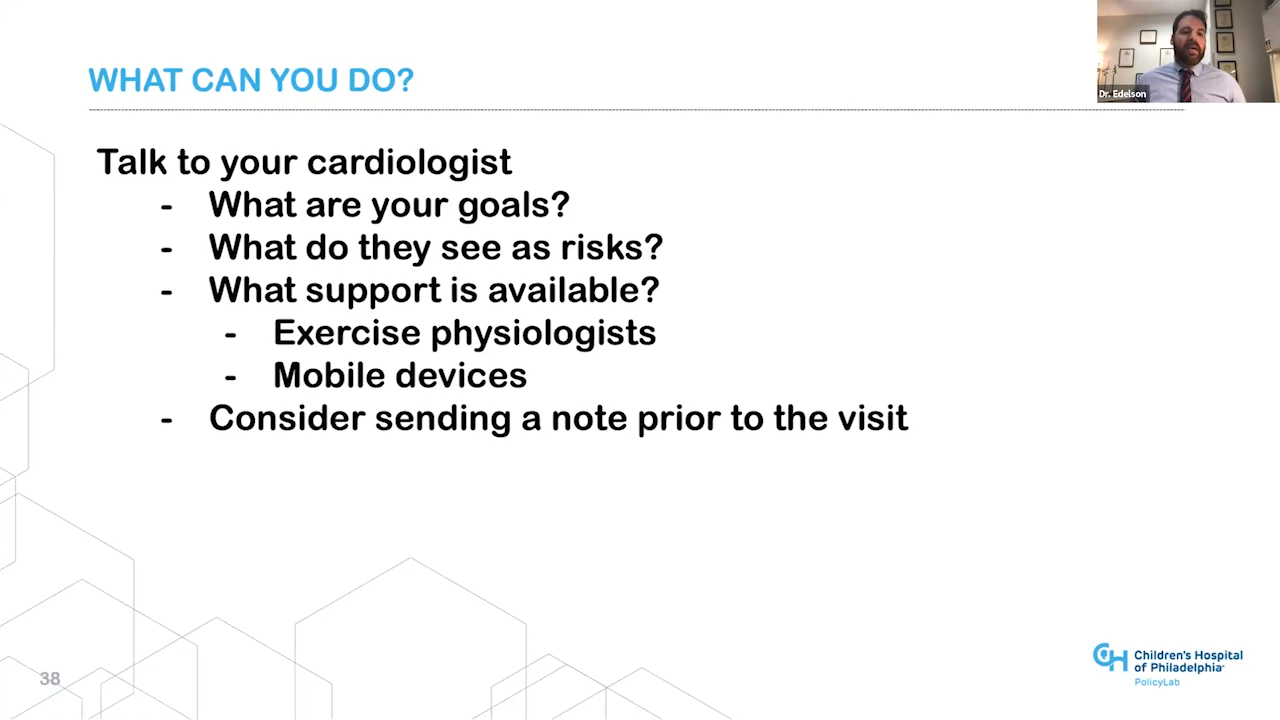 WHAT CAN YOU DO?
Dr. Edelson
Talk to your cardiologist
- What are your goals?
- What do they see as risks?
- What support is available?
- Exercise physiologists
- Mobile devices
- Consider sending a note prior to the visit
38
CH Children's Hospital
of Philadelphia
PolicyLab